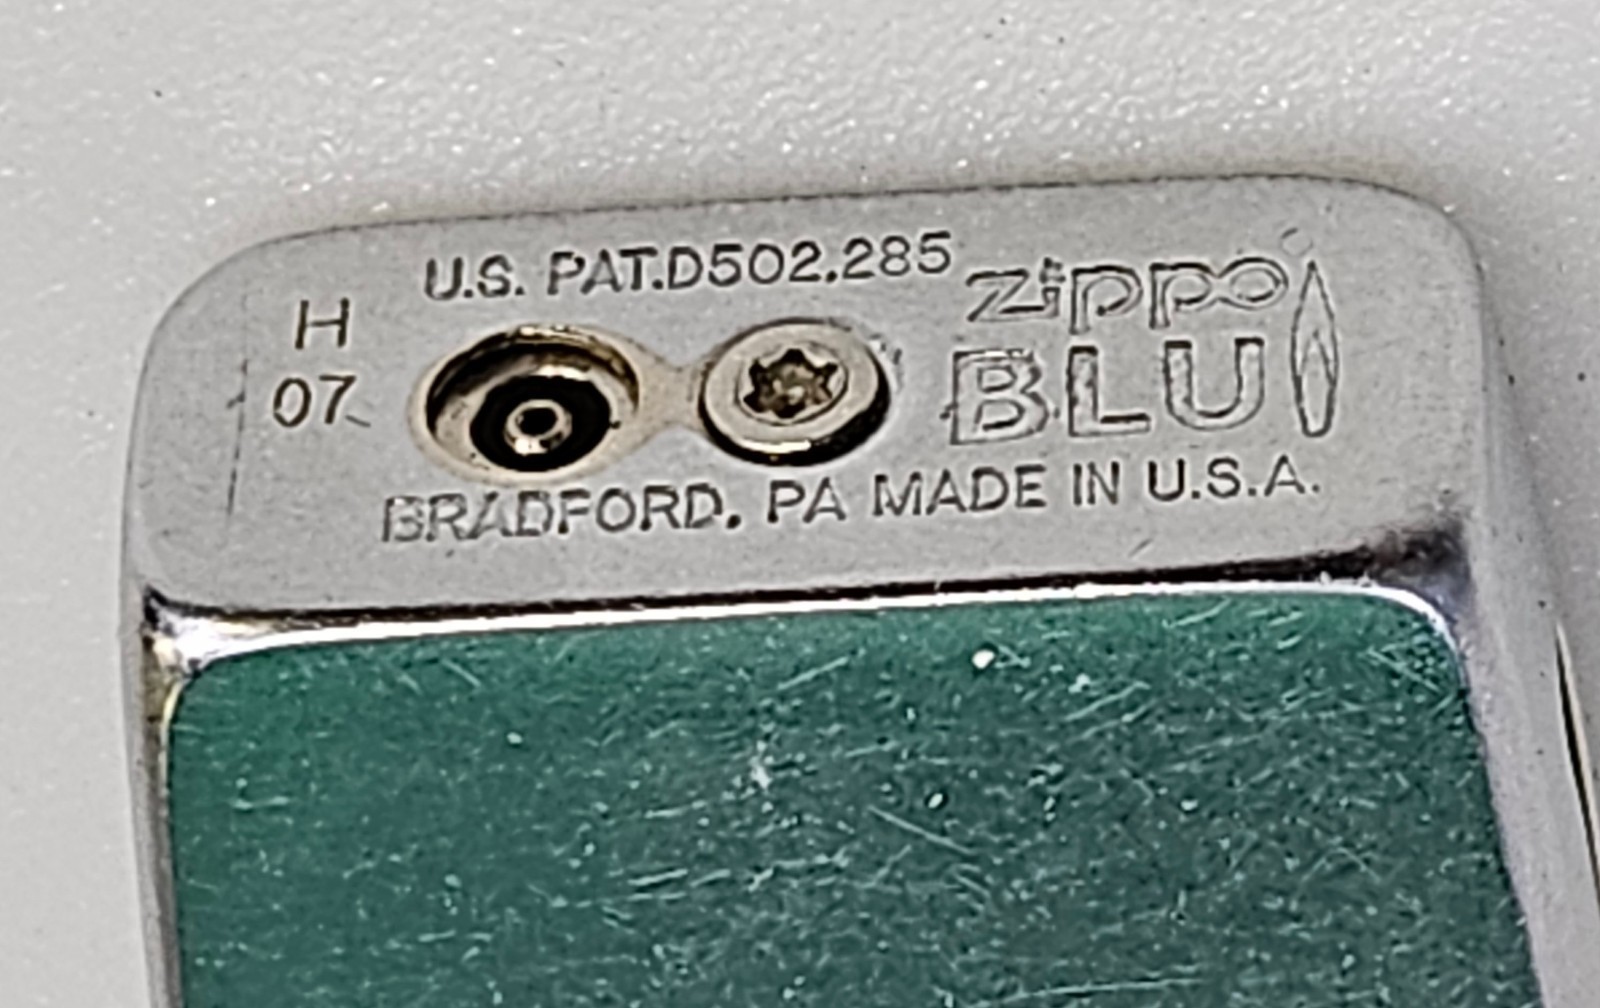 U.S. PAT.D502,285
H
07
zippo
BLU
BRADFORD, PA MADE IN U.S.A.